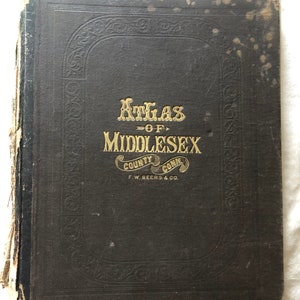 ATLAS
OF
MIDDLESEX
COUNTY CONN.
F. W. BEERS & CO.